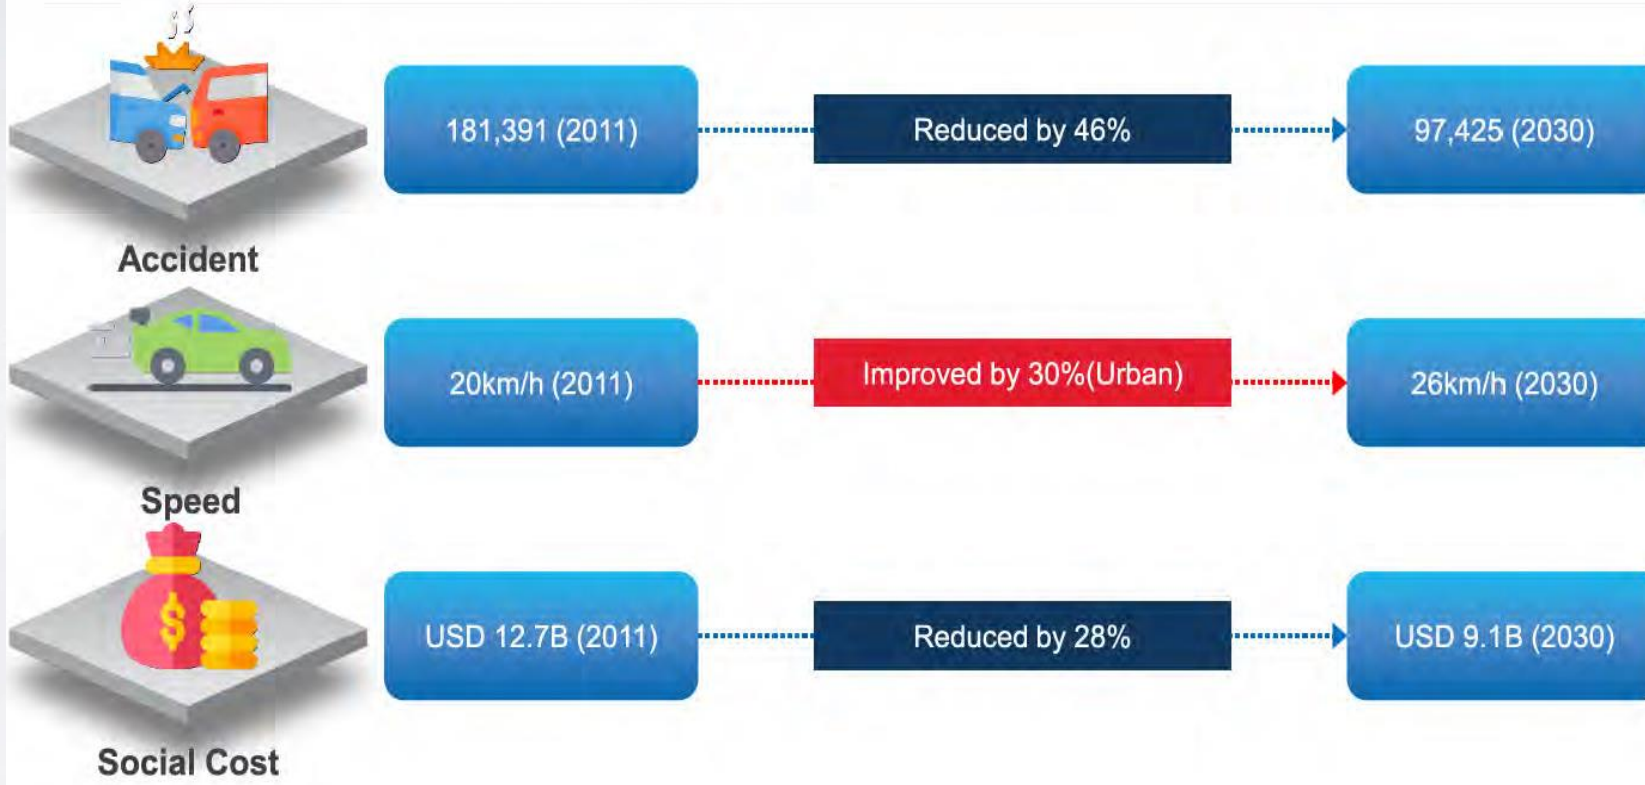 181,391 (2011)
Reduced by 46%
97,425 (2030)
Accident
20km/h (2011)
Improved by 30%(Urban)
26km/h (2030)
Speed
$
USD 12.7B (2011)
Reduced by 28%
USD 9.1B (2030)
Social Cost